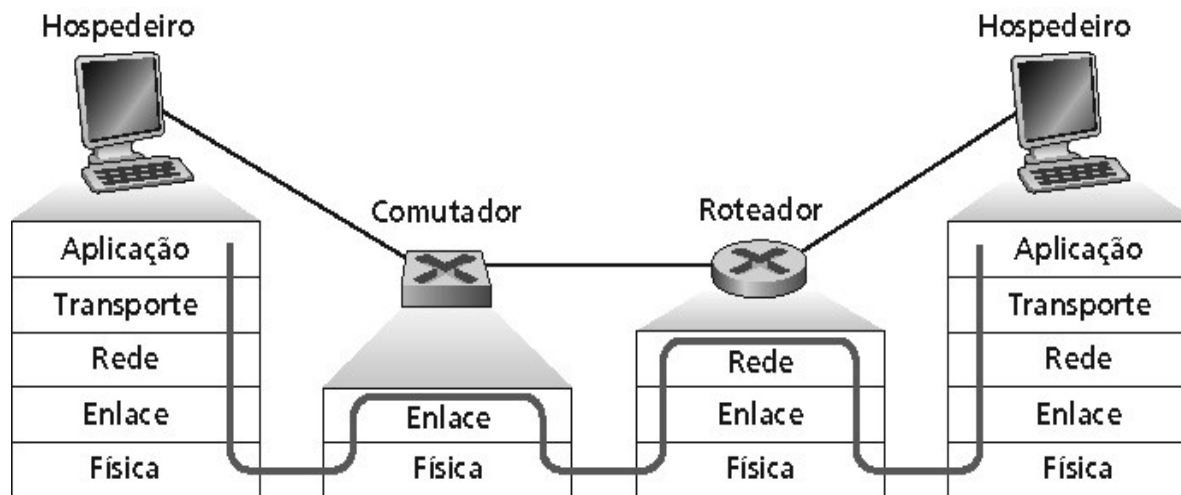 Hospedeiro
Hospedeiro
Comutador
Roteador
Aplicação
Transporte
Rede
Enlace
Física
Enlace
Física
Rede
Enlace
Física
Aplicação
Transporte
Rede
Enlace
Física